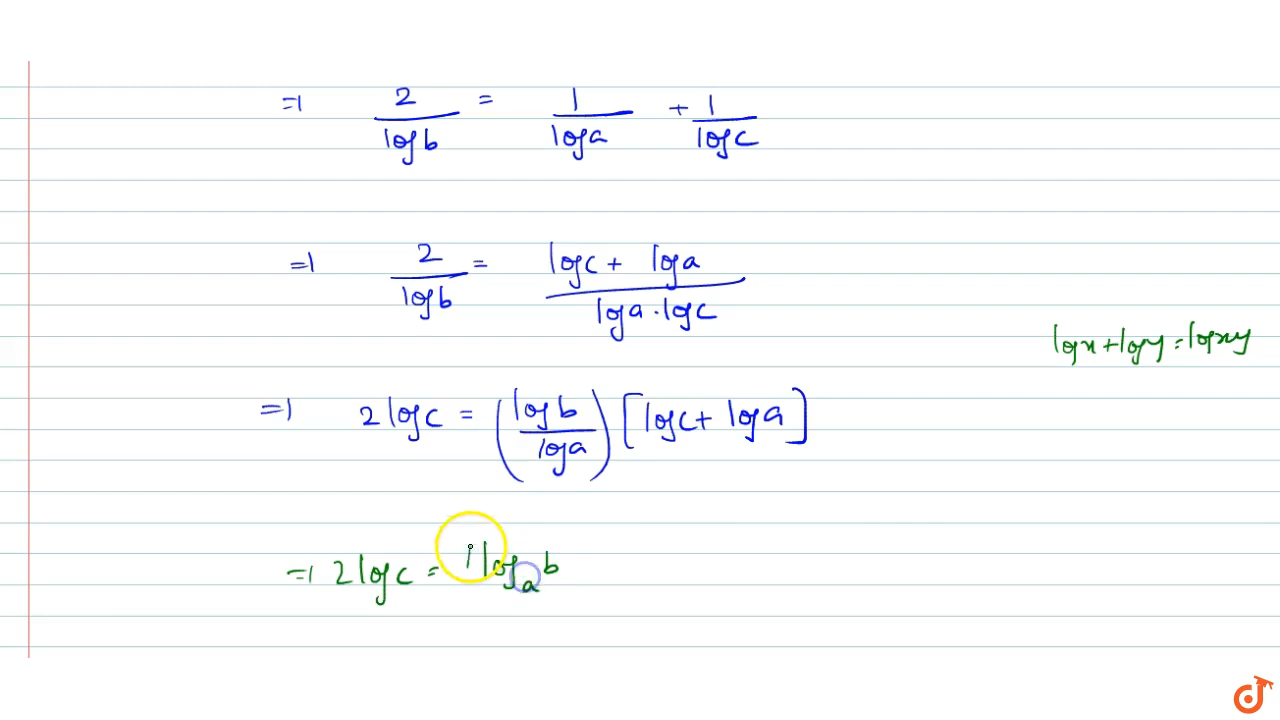 ⇒ 2/log b = 1/log a + 1/log c
⇒ 2/log b = (log c + log a)/(log a · log c)
log x + log y = log xy
⇒ 2 log c = (log b/log a) [log c + log a]
⇒ 2 log c = log_a b